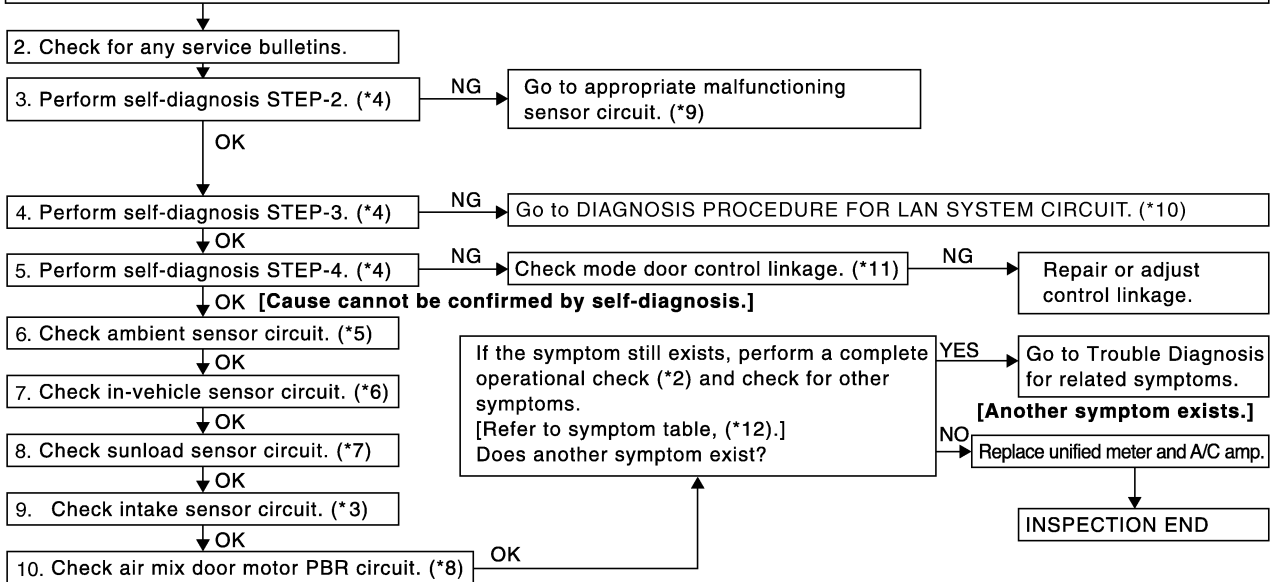 2. Check for any service bulletins.
3. Perform self-diagnosis STEP-2. (*4)
NG
Go to appropriate malfunctioning
sensor circuit. (*9)
OK
4. Perform self-diagnosis STEP-3. (*4)
NG
Go to DIAGNOSIS PROCEDURE FOR LAN SYSTEM CIRCUIT. (*10)
OK
5. Perform self-diagnosis STEP-4. (*4)
NG
Check mode door control linkage. (*11)
NG
Repair or adjust
control linkage.
OK
[Cause cannot be confirmed by self-diagnosis.]
6. Check ambient sensor circuit. (*5)
OK
7. Check in-vehicle sensor circuit. (*6)
OK
8. Check sunload sensor circuit. (*7)
OK
9. Check intake sensor circuit. (*3)
OK
10. Check air mix door motor PBR circuit. (*8)
OK
If the symptom still exists, perform a complete
operational check (*2) and check for other
symptoms.
[Refer to symptom table, (*12).]
Does another symptom exist?
YES
Go to Trouble Diagnosis
for related symptoms.
[Another symptom exists.]
NO
Replace unified meter and A/C amp.
INSPECTION END